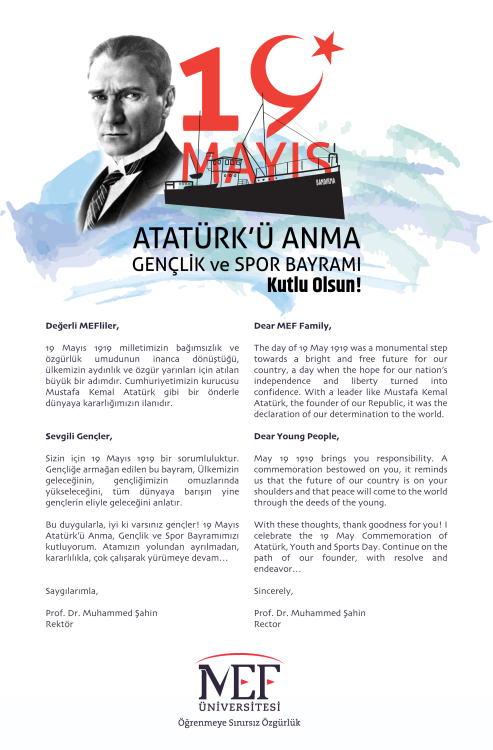 19
MAYIS
BANDIRMA
ATATÜRK'Ü ANMA
GENÇLİK ve SPOR BAYRAMI
Kutlu Olsun!
Değerli MEFliler,
19 Mayıs 1919 milletimizin bağımsızlık ve
özgürlük umudunun inanca dönüştüğü,
ülkemizin aydınlık ve özgür yarınları için atılan
büyük bir adımdır. Cumhuriyetimizin kurucusu
Mustafa Kemal Atatürk gibi bir önderle
dünyaya kararlığımızın ilanıdır.
Sevgili Gençler,
Sizin için 19 Mayıs 1919 bir sorumluluktur.
Gençliğe armağan edilen bu bayram, Ülkemizin
geleceğinin, gençliğimizin omuzlarında
yükseleceğini, tüm dünyaya barışın yine
gençlerin eliyle geleceğini anlatır.
Bu duygularla, iyi ki varsınız gençler! 19 Mayıs
Atatürk'ü Anma, Gençlik ve Spor Bayramımızı
kutluyorum. Atamızın yolundan ayrılmadan,
kararlılıkla, çok çalışarak yürümeye devam…
Saygılarımla,
Prof. Dr. Muhammed Şahin
Rektör
Dear MEF Family,
The day of 19 May 1919 was a monumental step
towards a bright and free future for our
country, a day when the hope for our nation's
independence and liberty turned into
confidence. With a leader like Mustafa Kemal
Atatürk, the founder of our Republic, it was the
declaration of our determination to the world.
Dear Young People,
May 19 1919 brings you responsibility. A
commemoration bestowed on you, it reminds
us that the future of our country is on your
shoulders and that peace will come to the world
through the deeds of the young.
With these thoughts, thank goodness for you! I
celebrate the 19 May Commemoration of
Atatürk, Youth and Sports Day. Continue on the
path of our founder, with resolve and
endeavor…
Sincerely,
Prof. Dr. Muhammed Şahin
Rector
MEF
ÜNİVERSİTESİ
Öğrenmeye Sınırsız Özgürlük